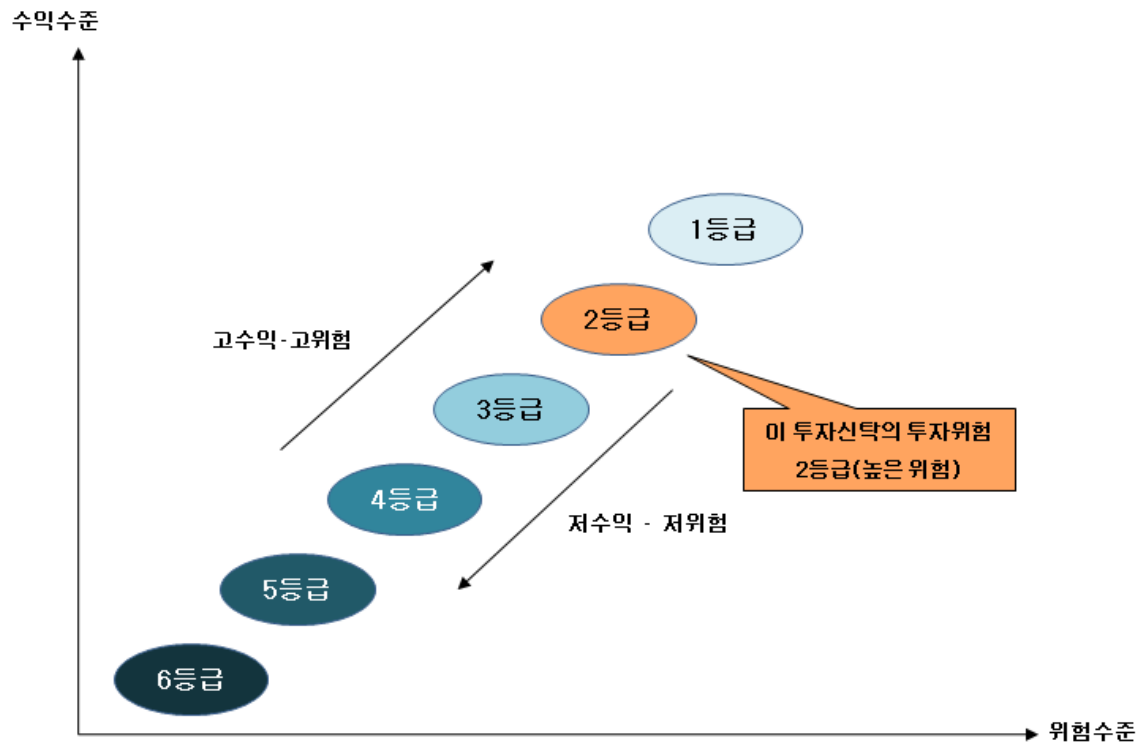 수익수준
1등급
2등급
고수익-고위험
3등급
이 투자신탁의 투자위험
2등급(높은 위험)
4등급
저수익 - 저위험
5등급
6등급
위험수준